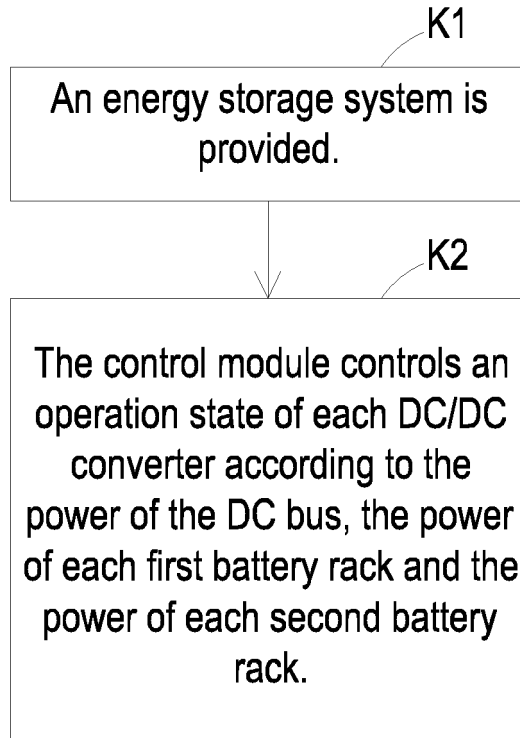 K1
An energy storage system is
provided.
K2
The control module controls an
operation state of each DC/DC
converter according to the
power of the DC bus, the power
of each first battery rack and the
power of each second battery
rack.